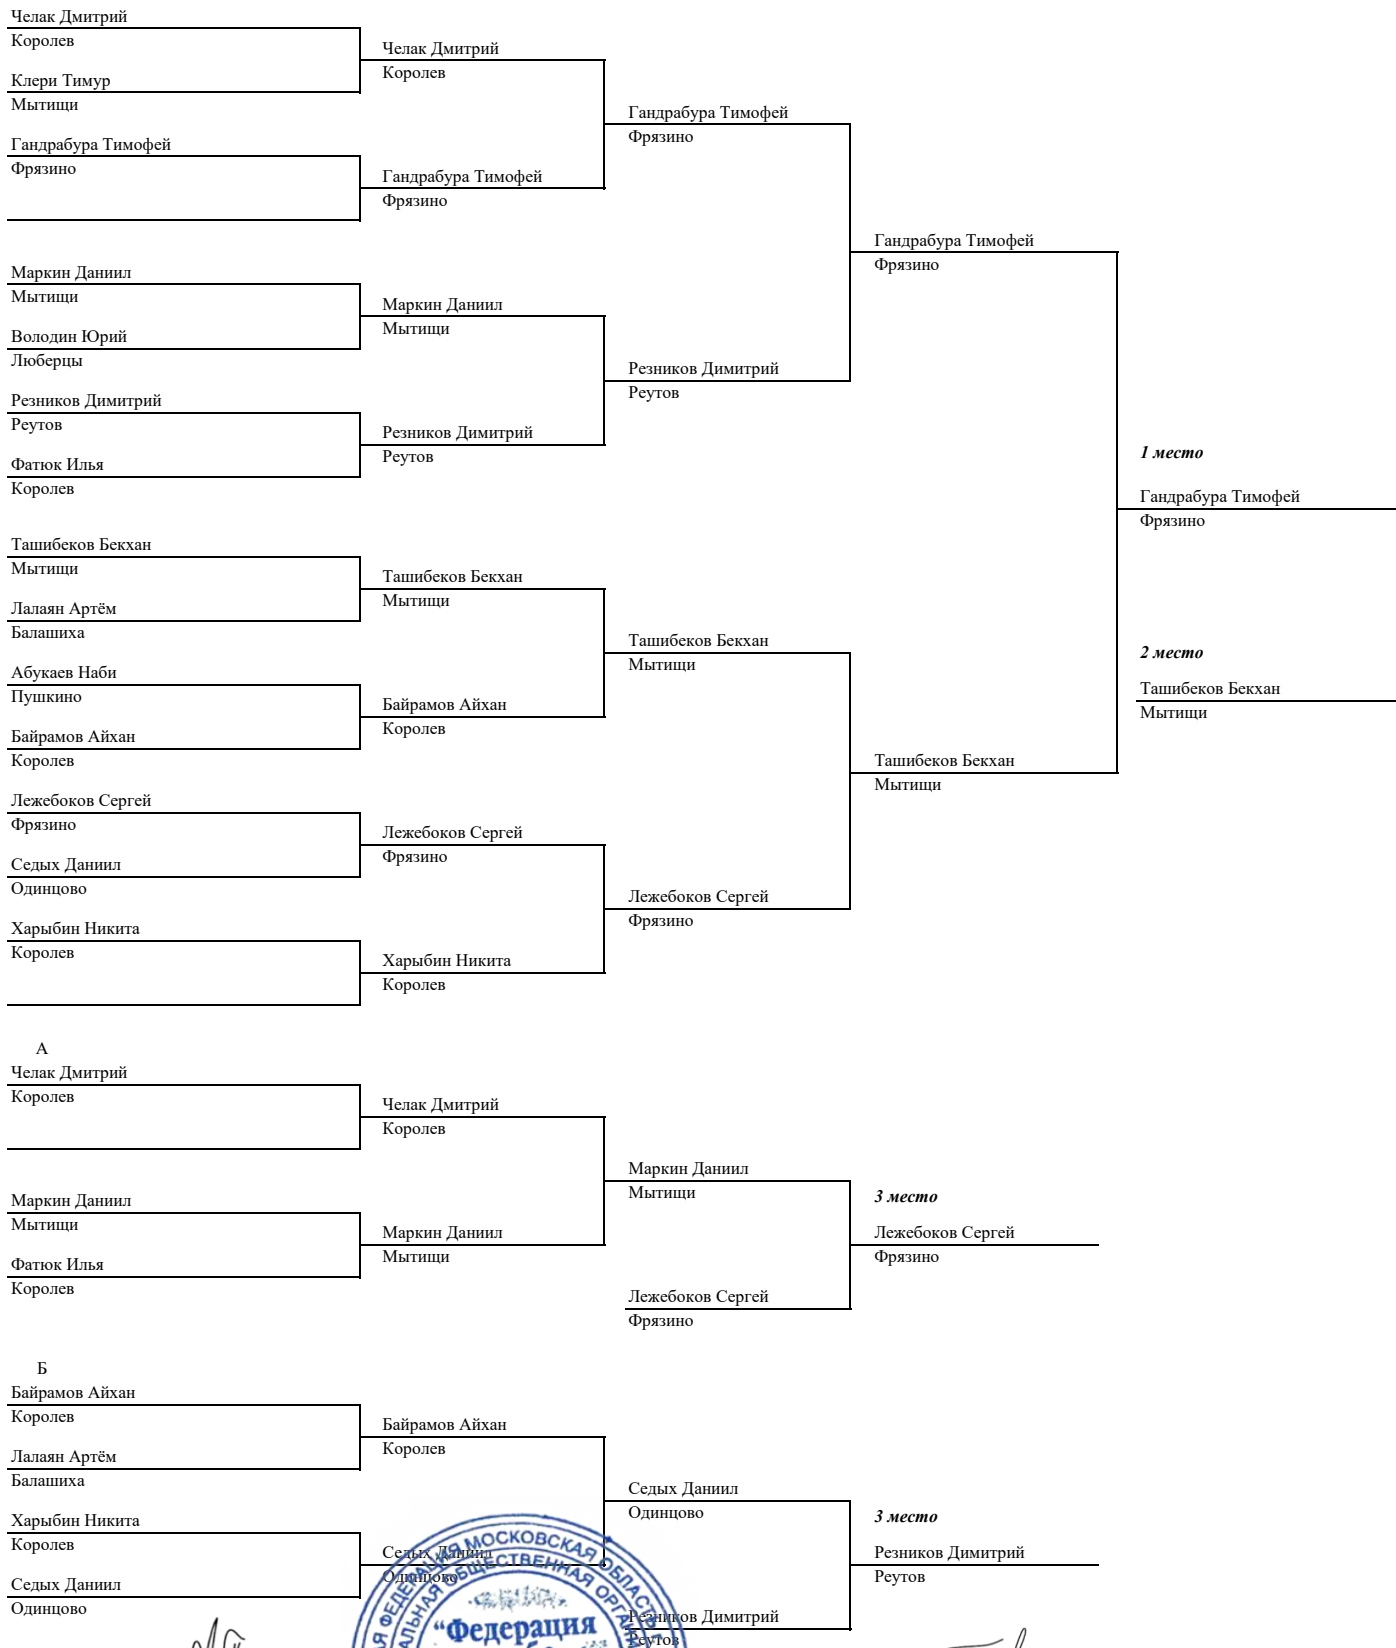 Челак Дмитрий
Королев
Клери Тимур
Мытищи
Гандрабура Тимофей
Фрязино
Маркин Даниил
Мытищи
Володин Юрий
Люберцы
Резников Димитрий
Реутов
Фатюк Илья
Королев
Ташибеков Бекхан
Мытищи
Лалаян Артём
Балашиха
Абукаев Наби
Пушкино
Байрамов Айхан
Королев
Лежебоков Сергей
Фрязино
Седых Даниил
Одинцово
Харыбин Никита
Королев
Челак Дмитрий
Королев
Гандрабура Тимофей
Фрязино
Маркин Даниил
Мытищи
Резников Димитрий
Реутов
Ташибеков Бекхан
Мытищи
Байрамов Айхан
Королев
Лежебоков Сергей
Фрязино
Харыбин Никита
Королев
Гандрабура Тимофей
Фрязино
Резников Димитрий
Реутов
Ташибеков Бекхан
Мытищи
Лежебоков Сергей
Фрязино
Гандрабура Тимофей
Фрязино
Ташибеков Бекхан
Мытищи
1 место
Гандрабура Тимофей
Фрязино
2 место
Ташибеков Бекхан
Мытищи
А
Челак Дмитрий
Королев
Маркин Даниил
Мытищи
Фатюк Илья
Королев
Челак Дмитрий
Королев
Маркин Даниил
Мытищи
Маркин Даниил
Мытищи
Лежебоков Сергей
Фрязино
3 место
Лежебоков Сергей
Фрязино
Б
Байрамов Айхан
Королев
Лалаян Артём
Балашиха
Харыбин Никита
Королев
Седых Даниил
Одинцово
Байрамов Айхан
Королев
Седых Даниил
Одинцово
Седых Даниил
Одинцово
Резников Димитрий
Реутов
3 место
Резников Димитрий
Реутов
МОСКОВСКАЯ ОБЛАСТЬ
"Федерация